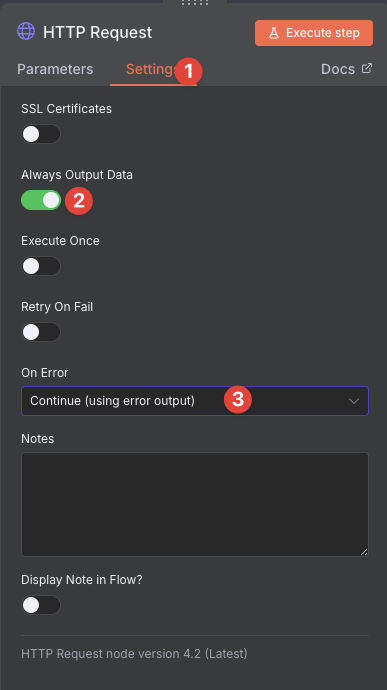 HTTP Request
Execute step
Parameters
Settings
1
Docs
SSL Certificates
Always Output Data
2
Execute Once
Retry On Fail
On Error
Continue (using error output)
3
Notes
Display Note in Flow?
HTTP Request node version 4.2 (Latest)